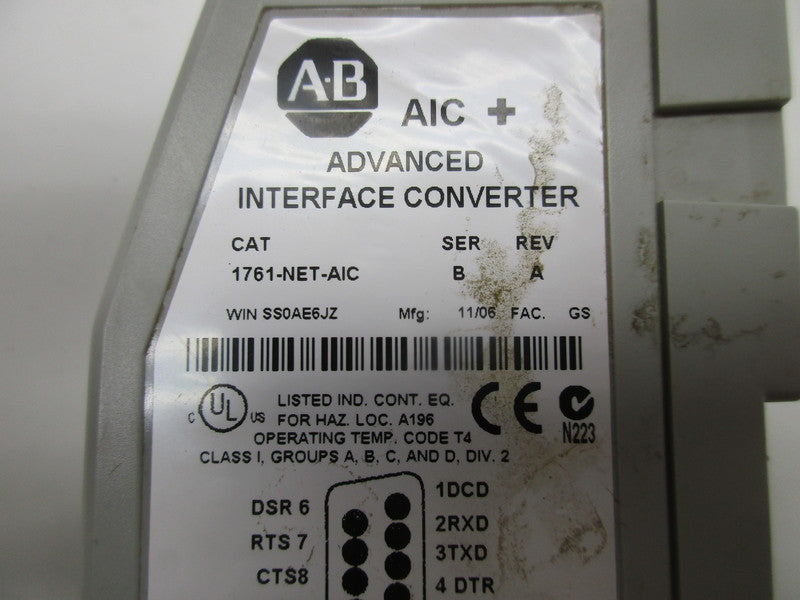 A-B
AIC +
ADVANCED
INTERFACE CONVERTER
CAT SER REV
1761-NET-AIC B A
WIN SS0AE6JZ Mfg: 11/06 FAC. GS
C UL US LISTED IND. CONT. EQ.
FOR HAZ. LOC. A196
OPERATING TEMP. CODE T4
CLASS I, GROUPS A, B, C, AND D, DIV. 2
CE
N223
DSR 6 1DCD
2RXD
RTS 7 3TXD
CTS8 4 DTR